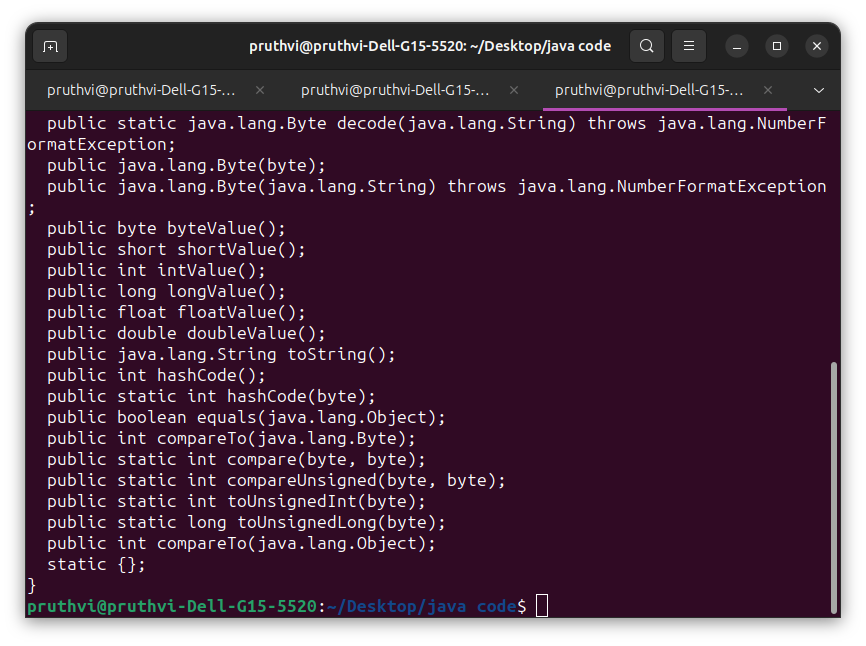 pruthvi@pruthvi-Dell-G15-5520: ~/Desktop/java code
pruthvi@pruthvi-Dell-G15-... × pruthvi@pruthvi-Dell-G15-... × pruthvi@pruthvi-Dell-G15-... ×
  public static java.lang.Byte decode(java.lang.String) throws java.lang.NumberF
ormatException;
  public java.lang.Byte(byte);
  public java.lang.Byte(java.lang.String) throws java.lang.NumberFormatException
;
  public byte byteValue();
  public short shortValue();
  public int intValue();
  public long longValue();
  public float floatValue();
  public double doubleValue();
  public java.lang.String toString();
  public int hashCode();
  public static int hashCode(byte);
  public boolean equals(java.lang.Object);
  public int compareTo(java.lang.Byte);
  public static int compare(byte, byte);
  public static int compareUnsigned(byte, byte);
  public static int toUnsignedInt(byte);
  public static long toUnsignedLong(byte);
  public int compareTo(java.lang.Object);
  static {};
}
pruthvi@pruthvi-Dell-G15-5520:~/Desktop/java code$